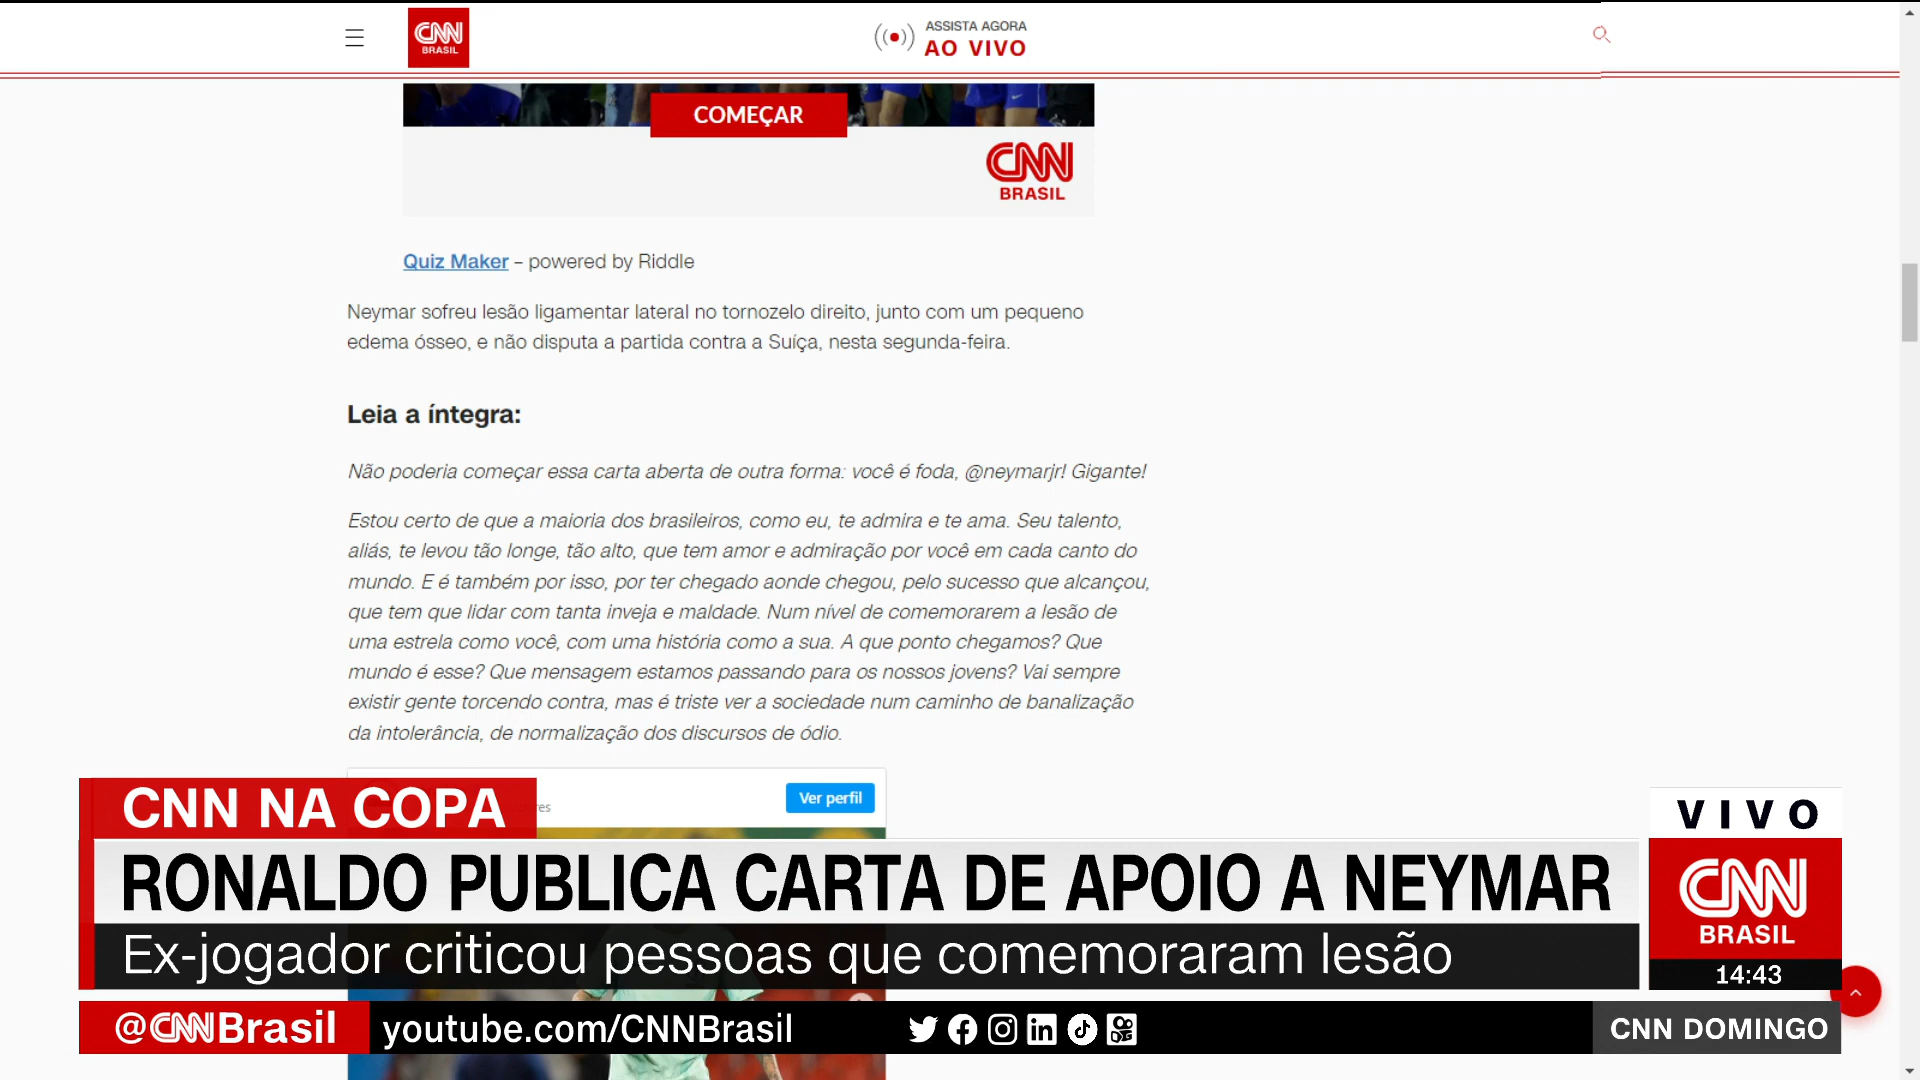 CNN
BRASIL
ASSISTA AGORA
AO VIVO
COMEÇAR
CNN
BRASIL
Quiz Maker – powered by Riddle
Neymar sofreu lesão ligamentar lateral no tornozelo direito, junto com um pequeno
edema ósseo, e não disputa a partida contra a Suíça, nesta segunda-feira.
Leia a íntegra:
Não poderia começar essa carta aberta de outra forma: você é foda, @neymarjr! Gigante!
Estou certo de que a maioria dos brasileiros, como eu, te admira e te ama. Seu talento,
aliás, te levou tão longe, tão alto, que tem amor e admiração por você em cada canto do
mundo. E é também por isso, por ter chegado aonde chegou, pelo sucesso que alcançou,
que tem que lidar com tanta inveja e maldade. Num nível de comemorarem a lesão de
uma estrela como você, com uma história como a sua. A que ponto chegamos? Que
mundo é esse? Que mensagem estamos passando para os nossos jovens? Vai sempre
existir gente torcendo contra, mas é triste ver a sociedade num caminho de banalização
da intolerância, de normalização dos discursos de ódio.
Ver perfil
CNN NA COPA
RONALDO PUBLICA CARTA DE APOIO A NEYMAR
Ex-jogador criticou pessoas que comemoraram lesão
VIVO
CNN
BRASIL
14:43
@CNNBrasil youtube.com/CNNBrasil
CNN DOMINGO